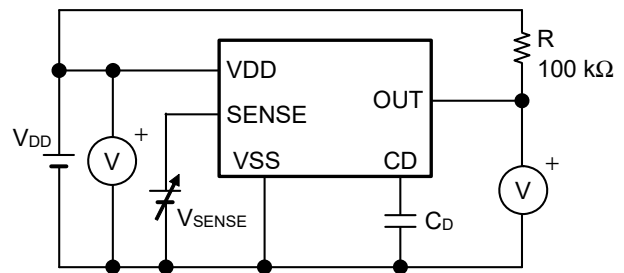 R
100 kΩ
VDD
OUT
SENSE
VDD
+
V
VSS
CD
+
V
VSENSE
CD